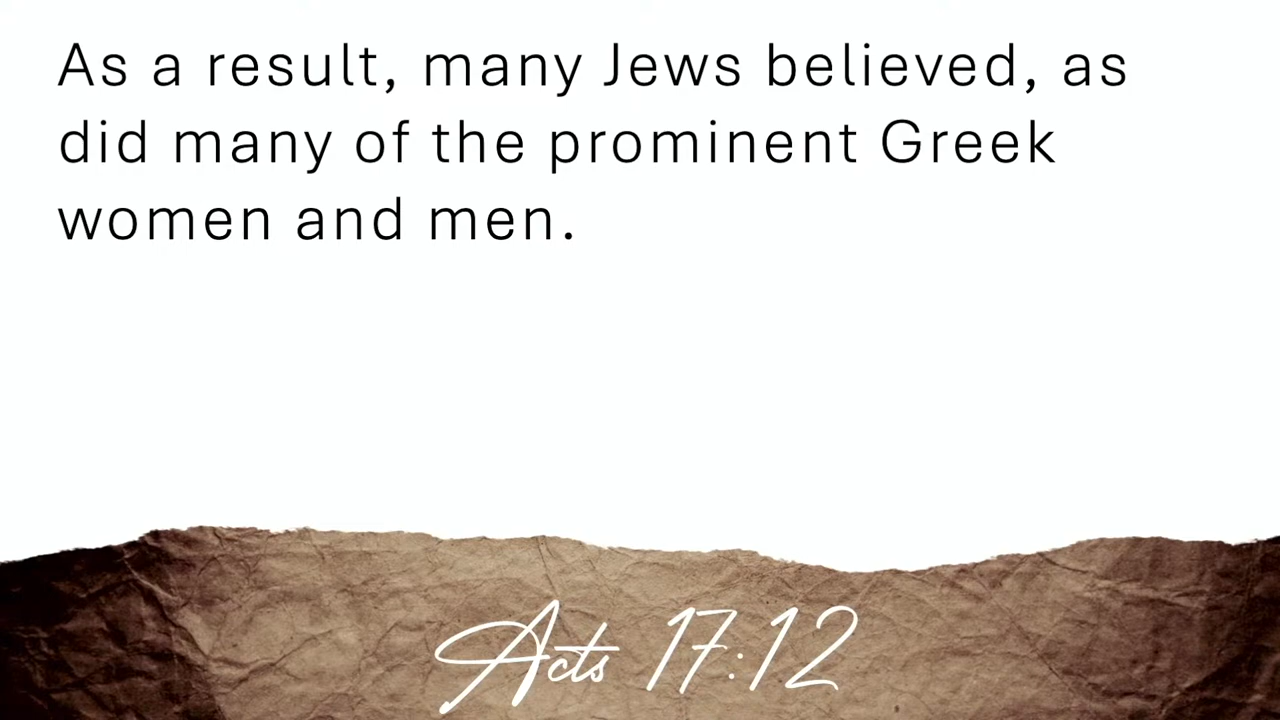 As a result, many Jews believed, as
did many of the prominent Greek
women and men.
Acts 17:12